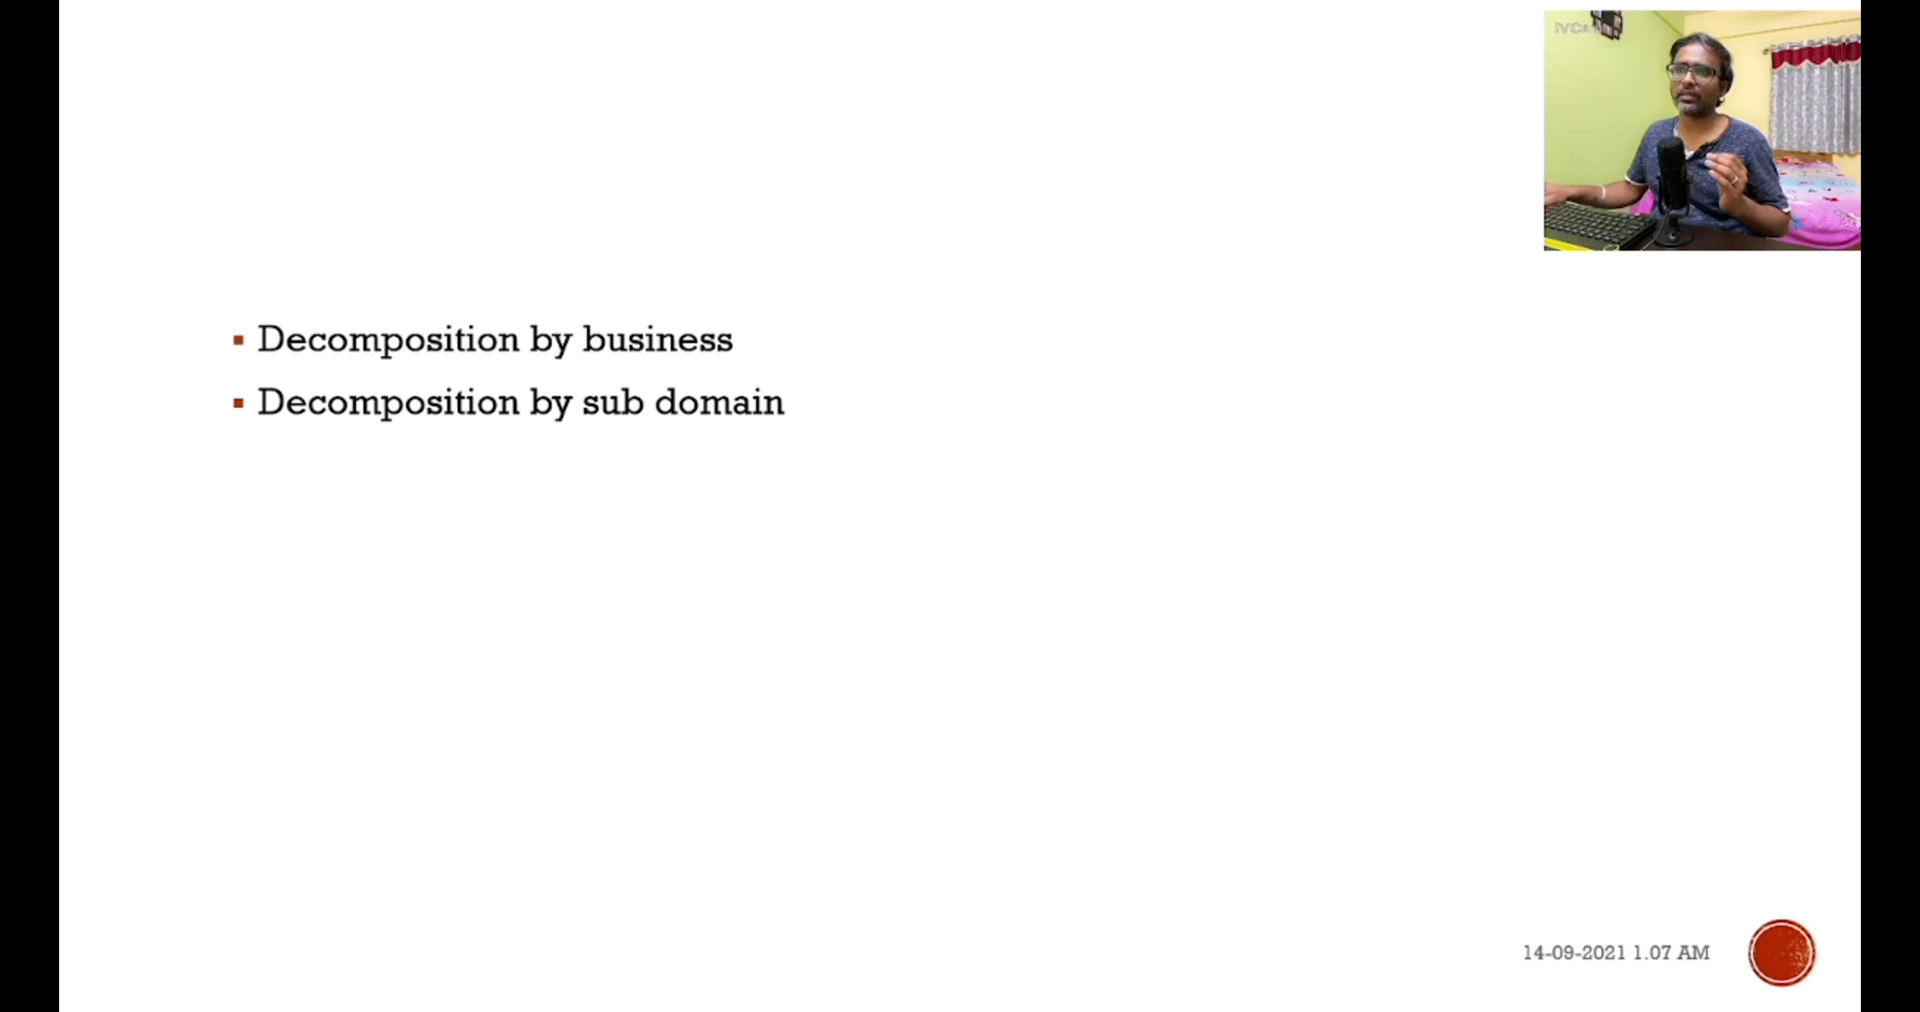 Decomposition by business
Decomposition by sub domain
14-09-2021 1.07 AM